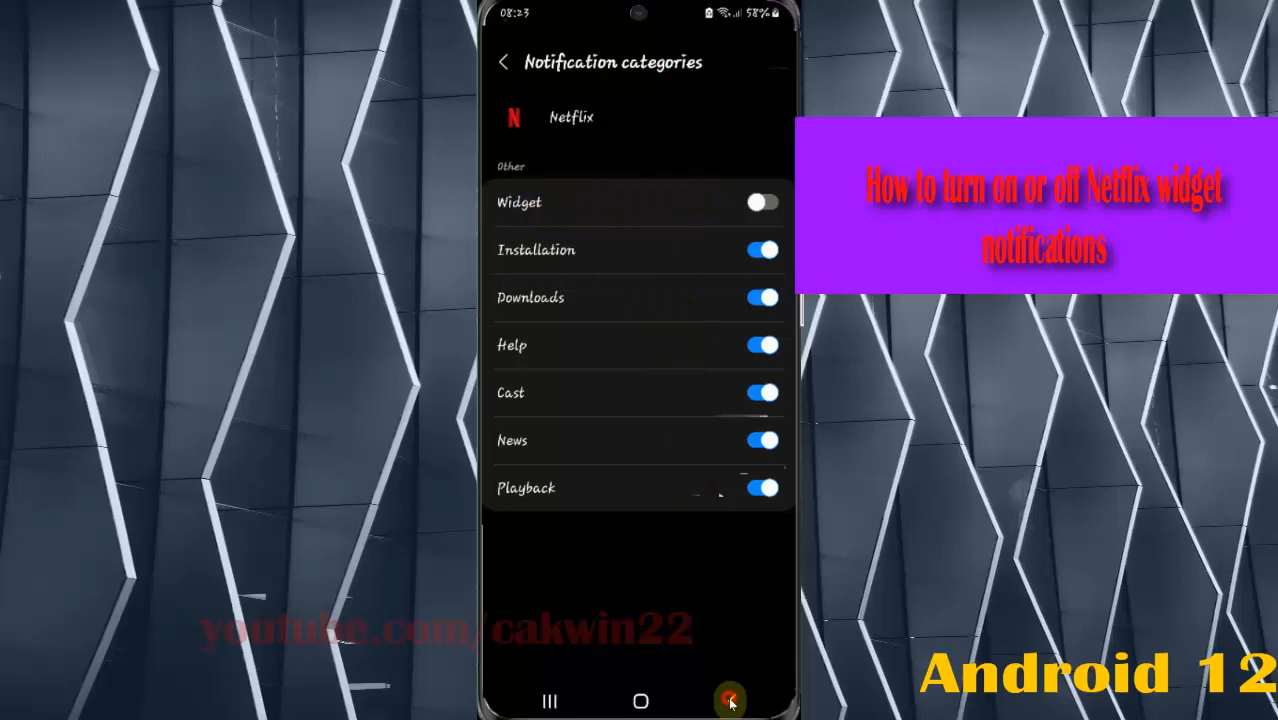 08:23
58%
Notification categories
N
Netflix
Other
Widget
Installation
Downloads
Help
Cast
News
Playback
How to turn on or off Netflix widget
notifications
youtube.com/cakwin22
Android 12